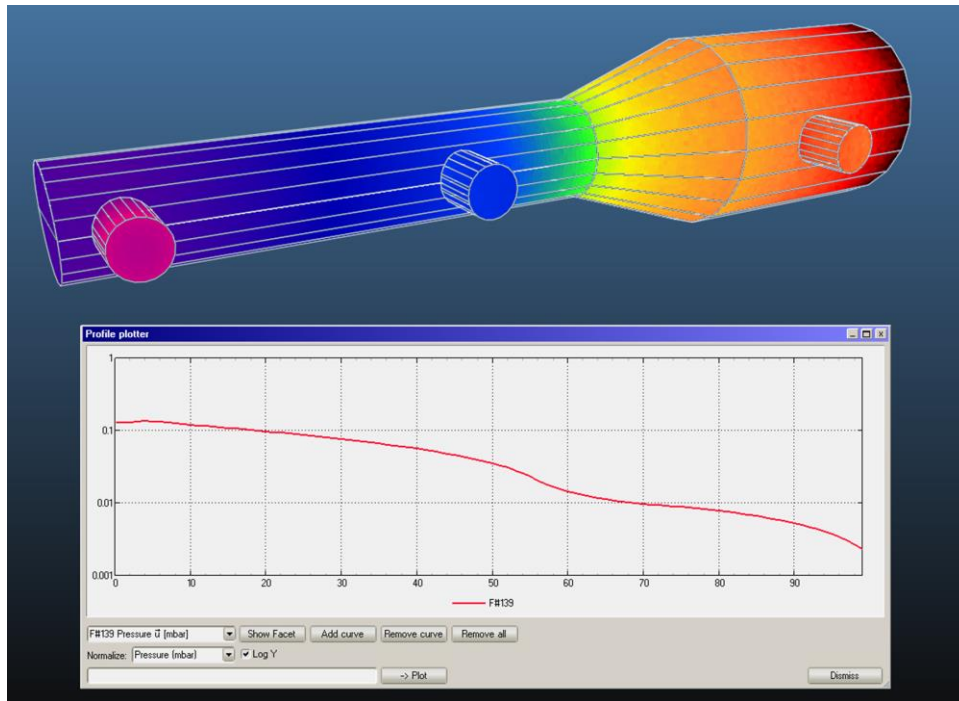 Profile plotter
1
0.1
0.01
0.001
0 10 20 30 40 50 60 70 80 90
F#139
F#139 Pressure ū [mbar] Show Facet Add curve Remove curve Remove all
Normalize: Pressure (mbar) Log Y
-> Plot Dismiss